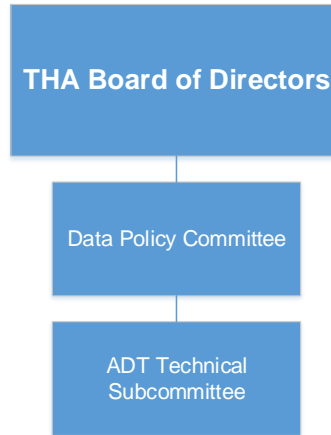 THA Board of Directors
Data Policy Committee
ADT Technical
Subcommittee